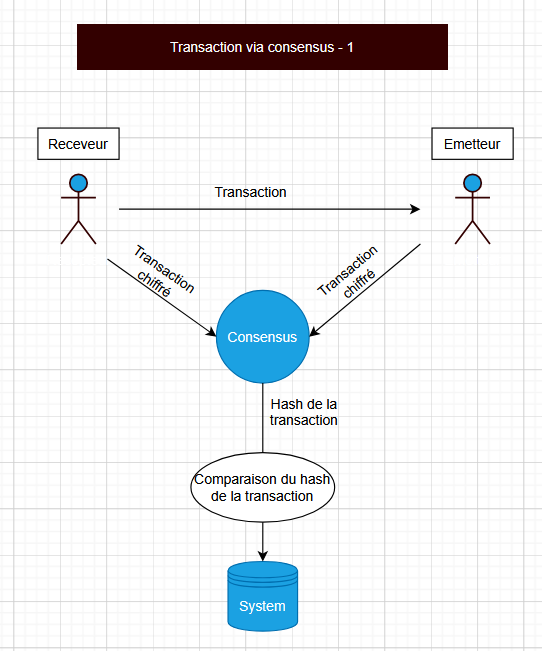 Transaction via consensus - 1
Receveur
Emetteur
Transaction
Transaction
chiffré
Transaction
chiffré
Consensus
Hash de la
transaction
Comparaison du hash
de la transaction
System